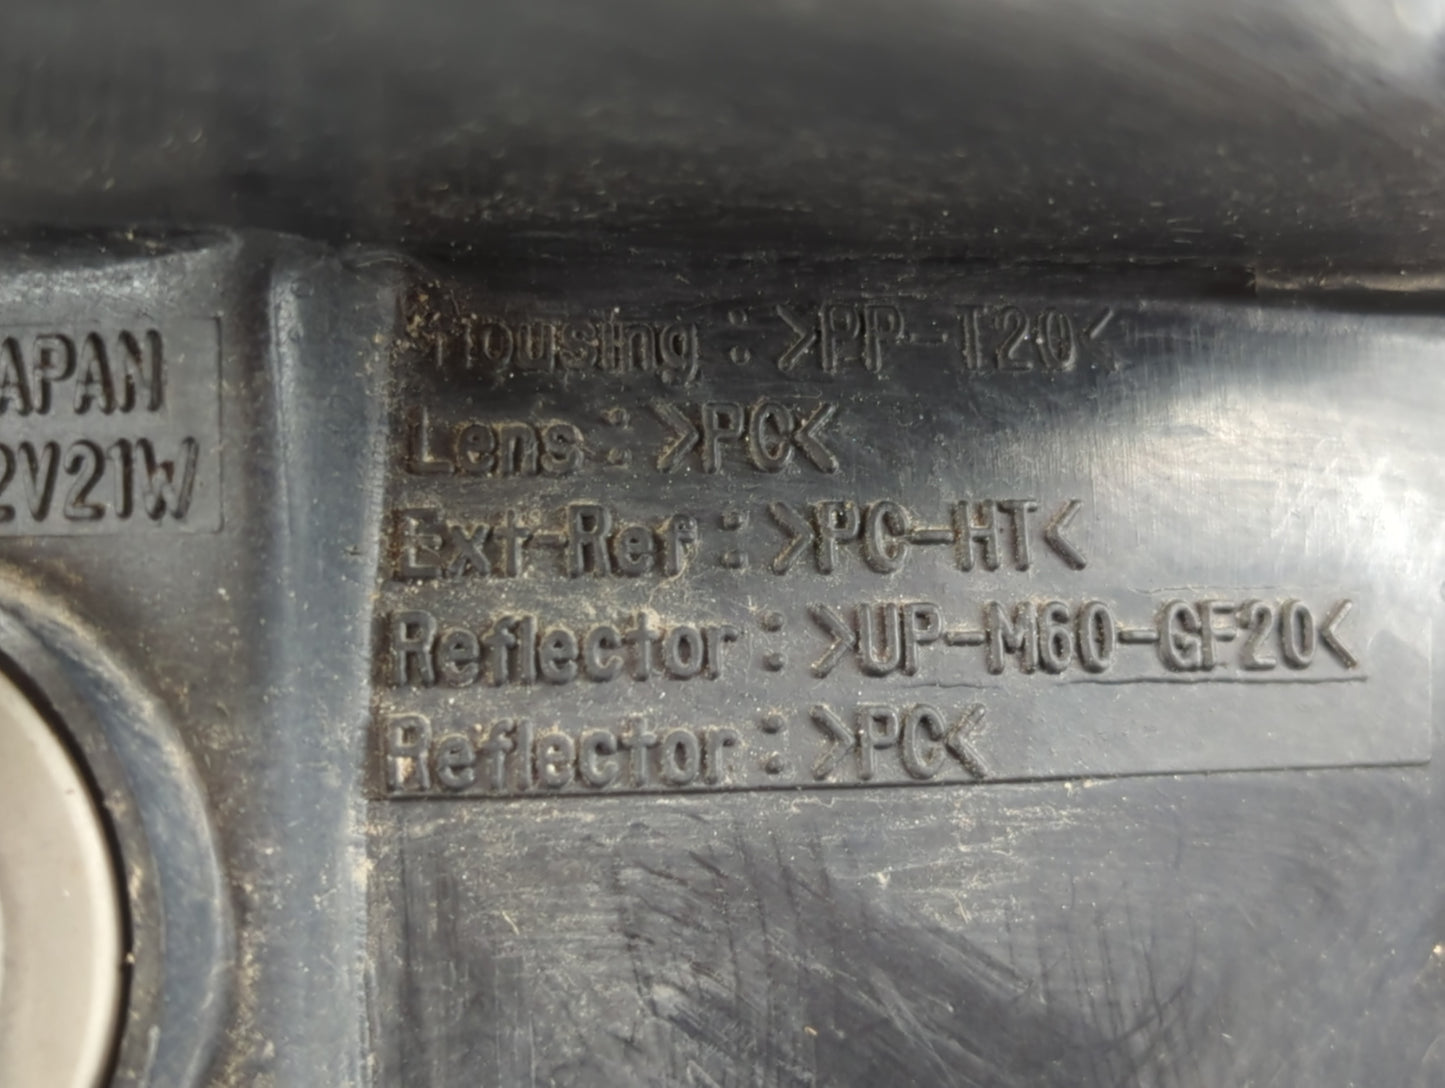 APAN
2V21W
Housing : >PP-T20<
Lens : >PC<
Ext-Ref : >PC-HT<
Reflector : >UP-M60-GF20<
Reflector : >PC<